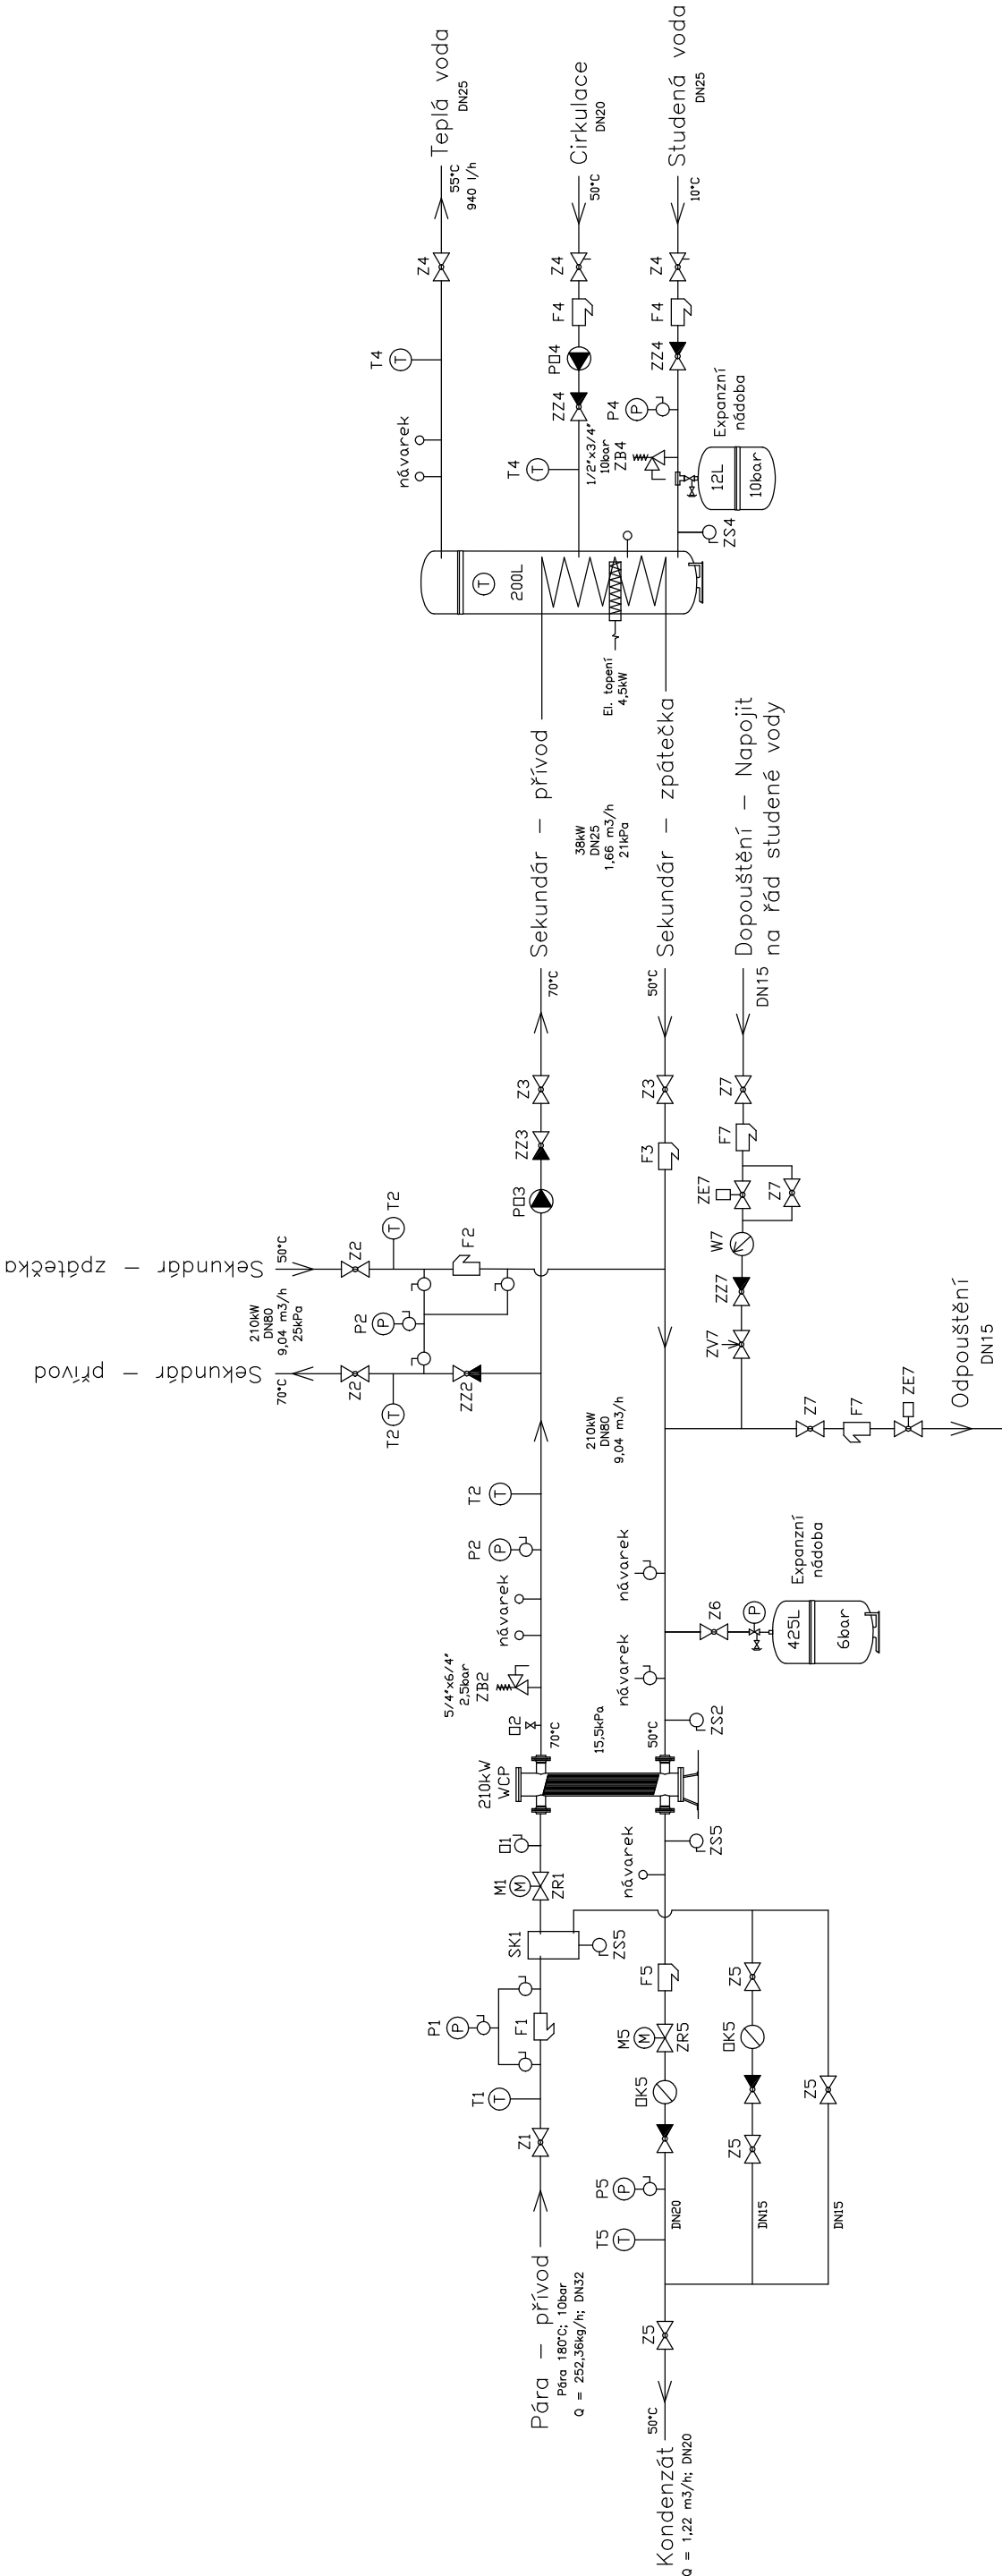 Teplá voda
DN25
55°C
940 l/h
Z4
T4
návarek
Cirkulace
DN20
50°C
Z4
F4
PO4
ZZ4
T4
Studená voda
DN25
10°C
Z4
F4
ZZ4
P4
P
1/2"x3/4"
10bar
ZB4
Expanzní
nádoba
12L
10bar
ZS4
T
T
T
200L
El. topení
4,5kW
Sekundár – přívod
70°C
38kW
DN25
1,66 m3/h
21kPa
Sekundár – zpátečka
50°C
Dopouštění – Napojit
na řád studené vody
DN15
Z3
ZZ3
PO3
Z3
F3
Z7
F7
ZE7
Z7
W7
ZZ7
ZV7
Sekundár – zpátečka
50°C
Z2
T2
T
F2
210kW
DN80
9,04 m3/h
25kPa
P2
P
Sekundár – přívod
70°C
Z2
T2
T
ZZ2
210kW
DN80
9,04 m3/h
Z7
F7
ZE7
Odpouštění
DN15
T2
T
P2
P
návarek
5/4"x6/4"
2,5bar
ZB2
O2
70°C
15,5kPa
50°C
návarek
návarek
Z6
P
Expanzní
nádoba
425L
6bar
ZS2
210kW
WCP
O1
M1
M
ZR1
SK1
ZS5
návarek
ZS5
P1
P
F1
T1
T
Z1
F5
M5
M
ZR5
OK5
Z5
OK5
Z5
Z5
P5
P
T5
T
DN20
DN15
DN15
Z5
Pára – přívod
Pára 180°C; 10bar
Q = 252,36kg/h; DN32
50°C
Kondenzát
Q = 1,22 m3/h; DN20